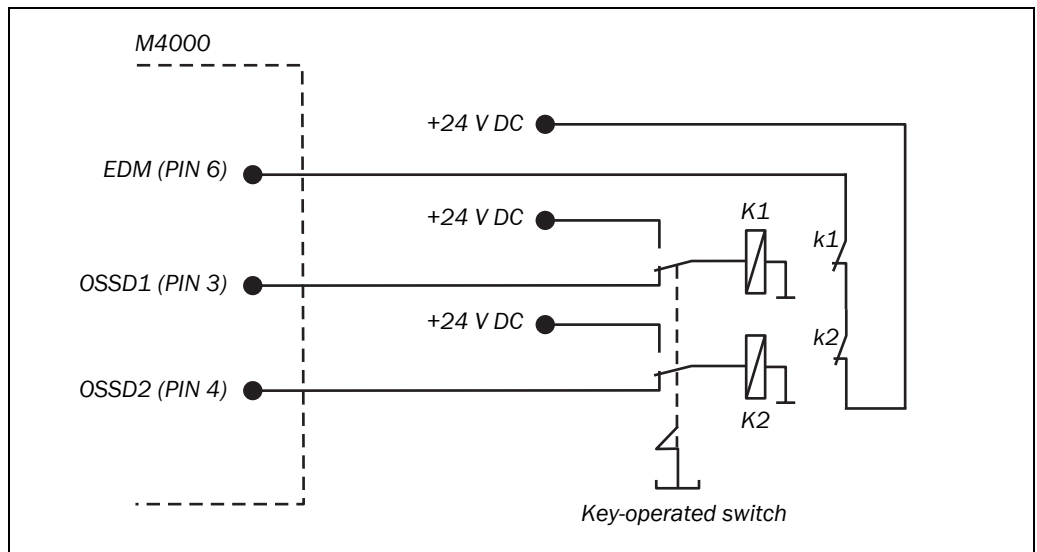 M4000
+24 V DC
EDM (PIN 6)
+24 V DC
K1
k1
OSSD1 (PIN 3)
+24 V DC
k2
OSSD2 (PIN 4)
K2
Key-operated switch